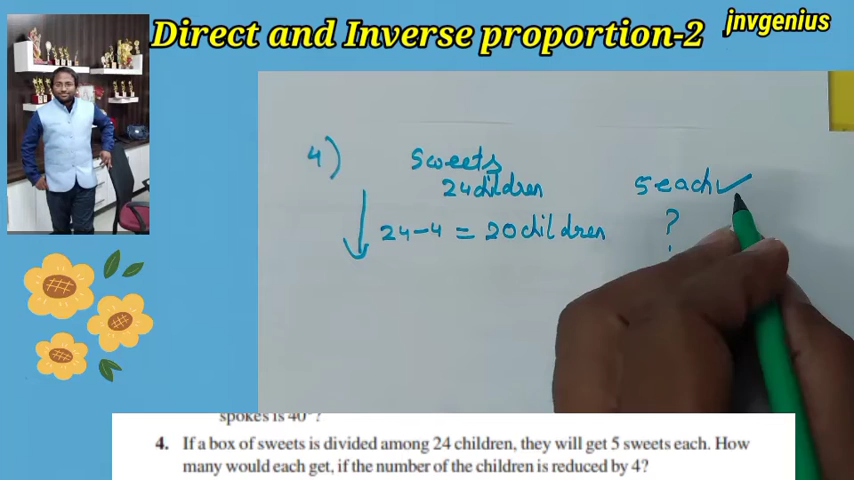 Direct and Inverse proportion-2
jnvgenius
4) sweets
24children 5each✓
24-4 = 20children ?
spokes is 40°?
4. If a box of sweets is divided among 24 children, they will get 5 sweets each. How
many would each get, if the number of the children is reduced by 4?